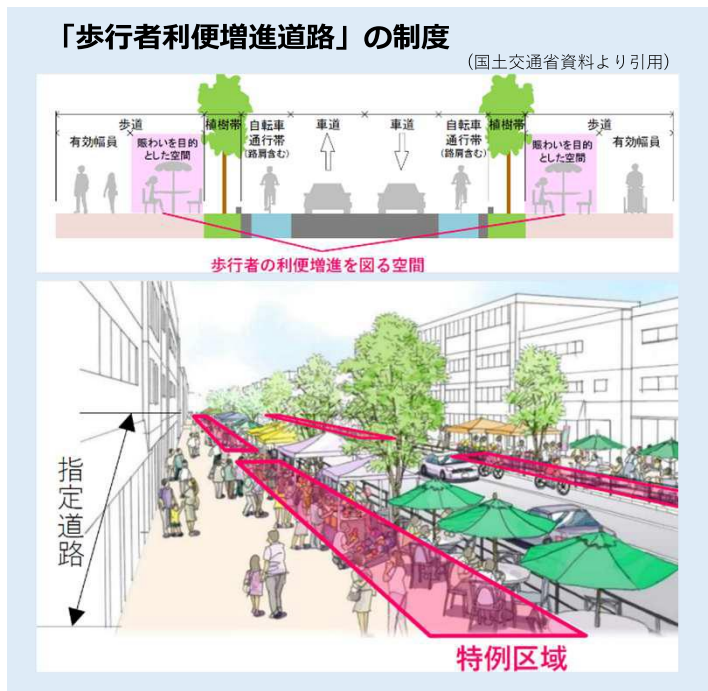 「歩行者利便増進道路」の制度
（国土交通省資料より引用）
歩道
植樹帯
自転車
通行帯
(路肩含む)
車道
車道
自転車
通行帯
(路肩含む)
植樹帯
歩道
有効幅員
賑わいを目的
とした空間
賑わいを目的
とした空間
有効幅員
歩行者の利便増進を図る空間
指定道路
特例区域